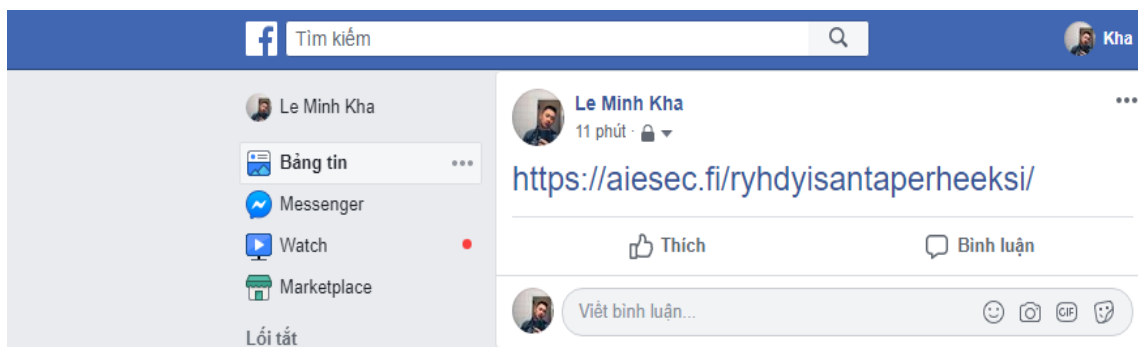 Tìm kiếm
Kha
Le Minh Kha
Bảng tin
Messenger
Watch
Marketplace
Lối tắt
Le Minh Kha
11 phút ·
https://aiesec.fi/ryhdyisantaperheeksi/
Thích
Bình luận
Viết bình luận...
GIF